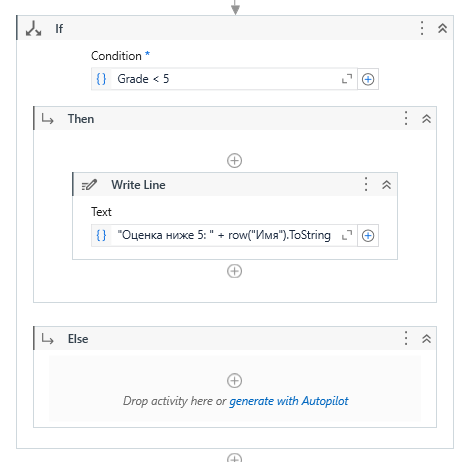 If
Condition *
{} Grade < 5
Then
Write Line
Text
{} "Оценка ниже 5: " + row("Имя").ToString
Else
Drop activity here or generate with Autopilot